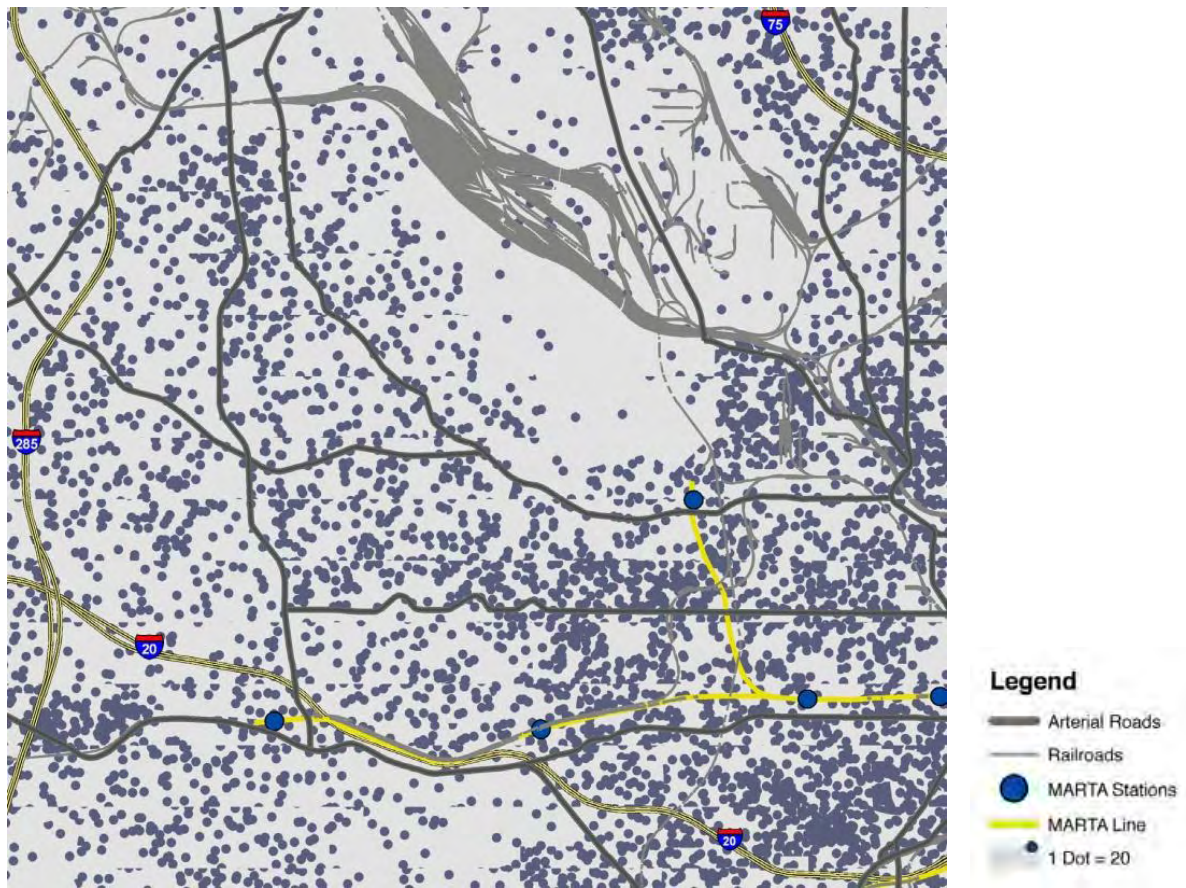 75
285
20
20
Legend
Arterial Roads
Railroads
MARTA Stations
MARTA Line
1 Dot = 20